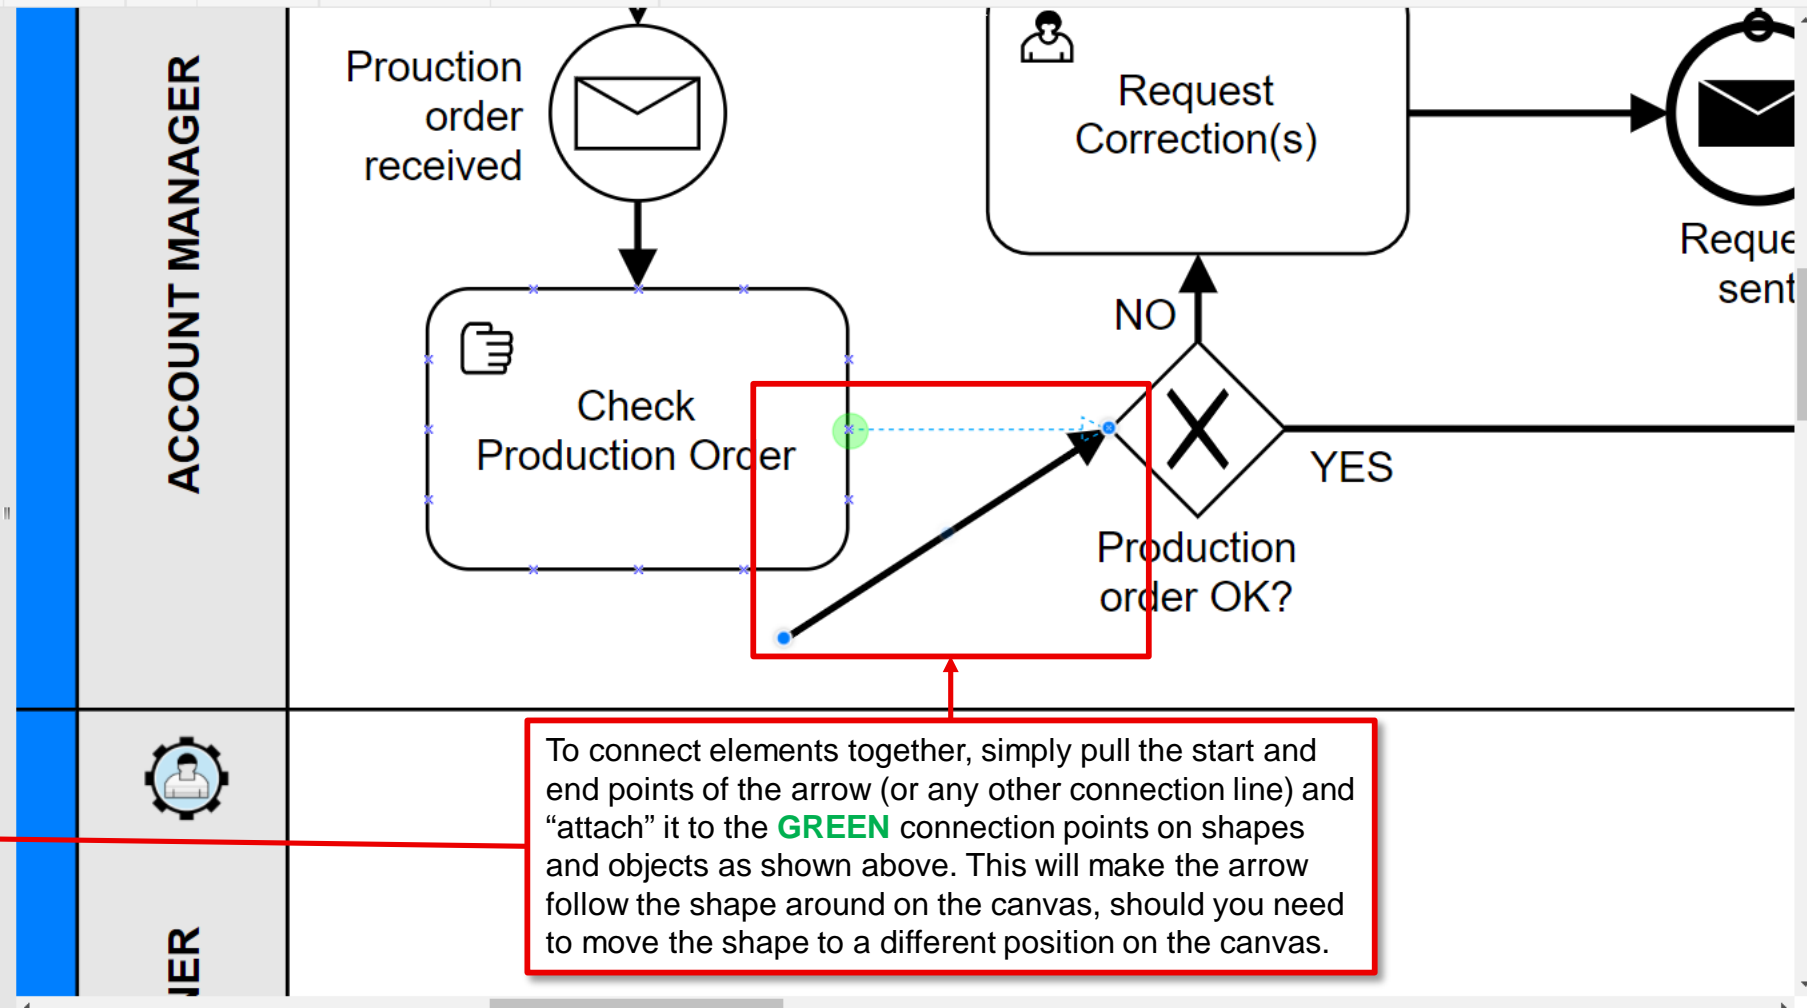 ACCOUNT MANAGER
Prouction
order
received
Request
Correction(s)
Reque
sent
NO
Check
Production Order
YES
Production
order OK?
To connect elements together, simply pull the start and
end points of the arrow (or any other connection line) and
“attach” it to the GREEN connection points on shapes
and objects as shown above. This will make the arrow
follow the shape around on the canvas, should you need
to move the shape to a different position on the canvas.
NER